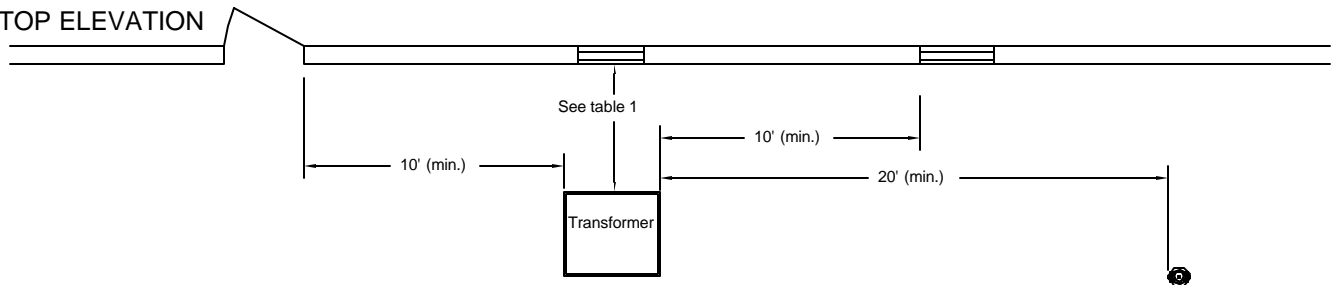 TOP ELEVATION
See table 1
10' (min.)
10' (min.)
20' (min.)
Transformer